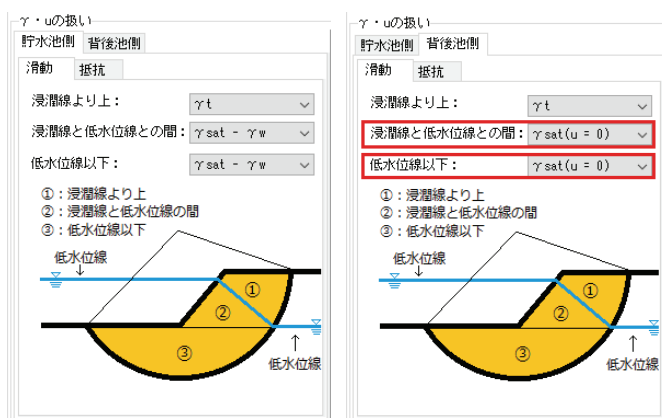 γ・uの扱い
貯水池側 背後池側
滑動 抵抗
浸潤線より上： γt
浸潤線と低水位線との間： γsat - γw
低水位線以下： γsat - γw
①：浸潤線より上
②：浸潤線と低水位線の間
③：低水位線以下
低水位線
①
②
③
低水位線
γ・uの扱い
貯水池側 背後池側
滑動 抵抗
浸潤線より上： γt
浸潤線と低水位線との間： γsat(u = 0)
低水位線以下： γsat(u = 0)
①：浸潤線より上
②：浸潤線と低水位線の間
③：低水位線以下
低水位線
①
②
③
低水位線